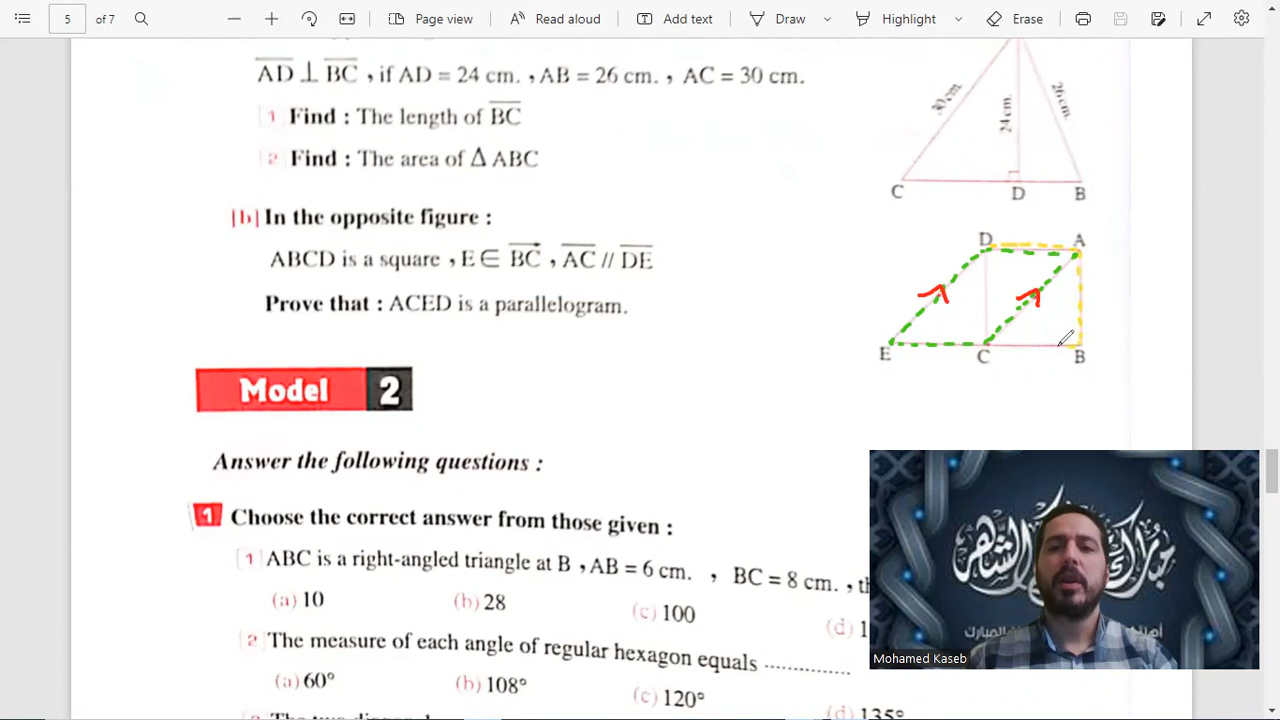 5 of 7 Page view Read aloud Add text Draw Highlight Erase
AD ⊥ BC , if AD = 24 cm. , AB = 26 cm. , AC = 30 cm.
1 Find : The length of BC
2 Find : The area of Δ ABC
30 cm.
24 cm.
26 cm.
C D B
[b] In the opposite figure :
ABCD is a square , E ∈ BC , AC // DE
Prove that : ACED is a parallelogram.
D A
E C B
Model 2
Answer the following questions :
1 Choose the correct answer from those given :
[1] ABC is a right-angled triangle at B , AB = 6 cm. , BC = 8 cm. , th
(a) 10 (b) 28 (c) 100 (d) 1
2 The measure of each angle of regular hexagon equals ...............
(a) 60° (b) 108° (c) 120° (d) 135°
Mohamed Kaseb